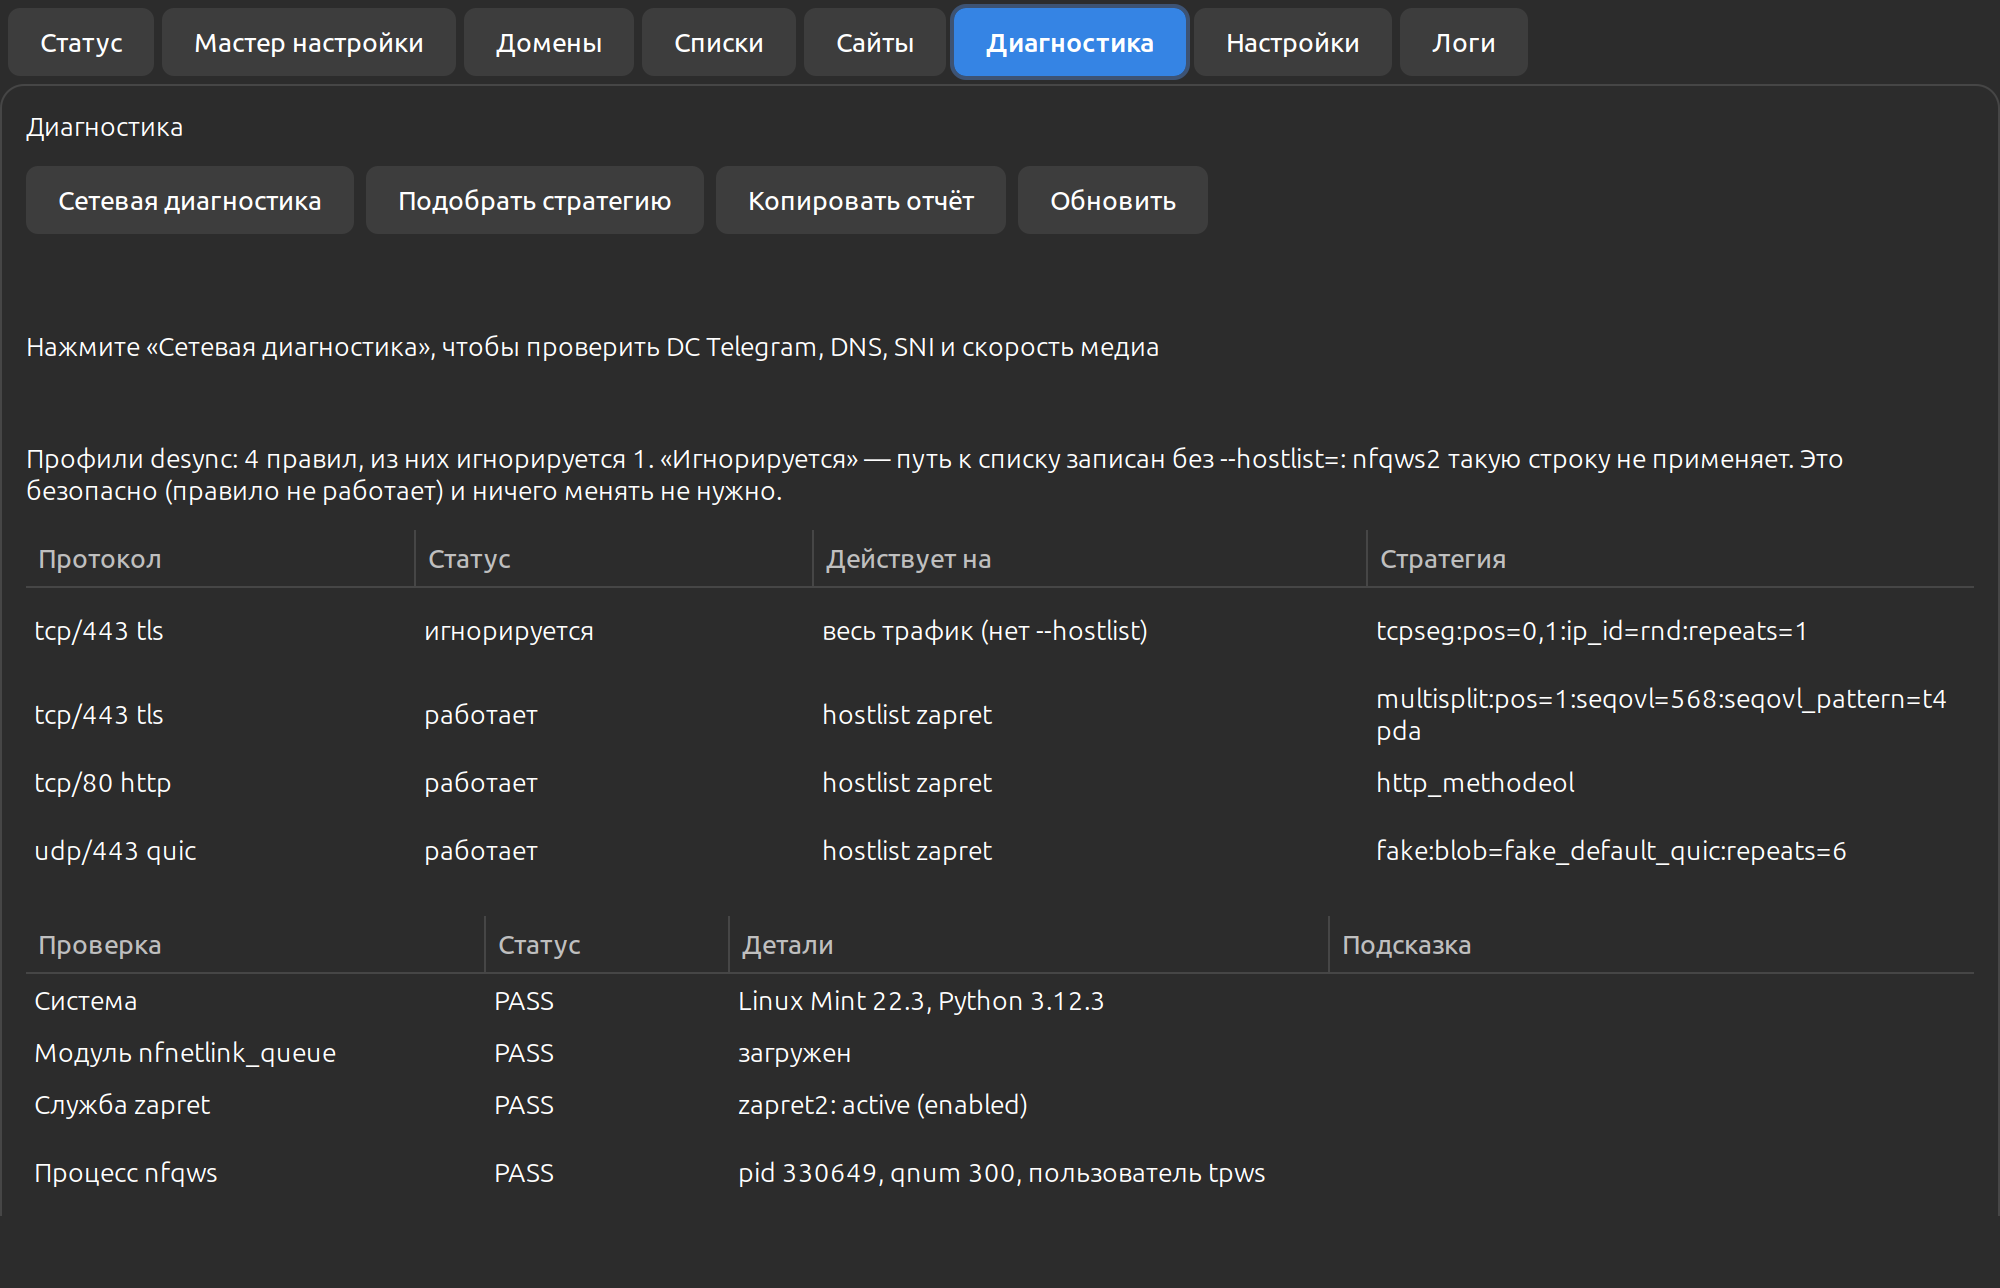 Статус Мастер настройки Домены Списки Сайты Диагностика Настройки Логи
Диагностика
Сетевая диагностика Подобрать стратегию Копировать отчёт Обновить
Нажмите «Сетевая диагностика», чтобы проверить DC Telegram, DNS, SNI и скорость медиа
Профили desync: 4 правил, из них игнорируется 1. «Игнорируется» — путь к списку записан без --hostlist=: nfqws2 такую строку не применяет. Это
безопасно (правило не работает) и ничего менять не нужно.
Протокол Статус Действует на Стратегия
tcp/443 tls игнорируется весь трафик (нет --hostlist) tcpseg:pos=0,1:ip_id=rnd:repeats=1
tcp/443 tls работает hostlist zapret multisplit:pos=1:seqovl=568:seqovl_pattern=t4
pda
tcp/80 http работает hostlist zapret http_methodeol
udp/443 quic работает hostlist zapret fake:blob=fake_default_quic:repeats=6
Проверка Статус Детали Подсказка
Система PASS Linux Mint 22.3, Python 3.12.3
Модуль nfnetlink_queue PASS загружен
Служба zapret PASS zapret2: active (enabled)
Процесс nfqws PASS pid 330649, qnum 300, пользователь tpws